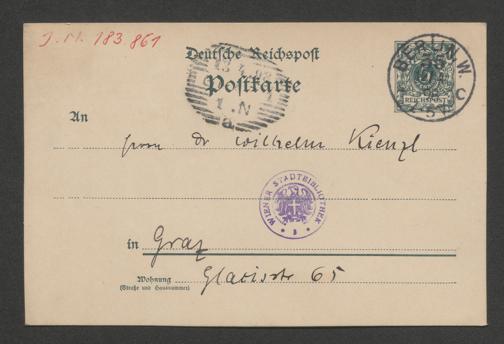 J. N. 183.861
Deutsche Reichspost
Postkarte
BERLIN, W.
REICHSPOST
An
Herrn Dr Wilhelm Kienzl
WIENER STADTBIBLIOTHEK
in Graz
Wohnung
(Straße und Hausnummer)
Glacisstr 65